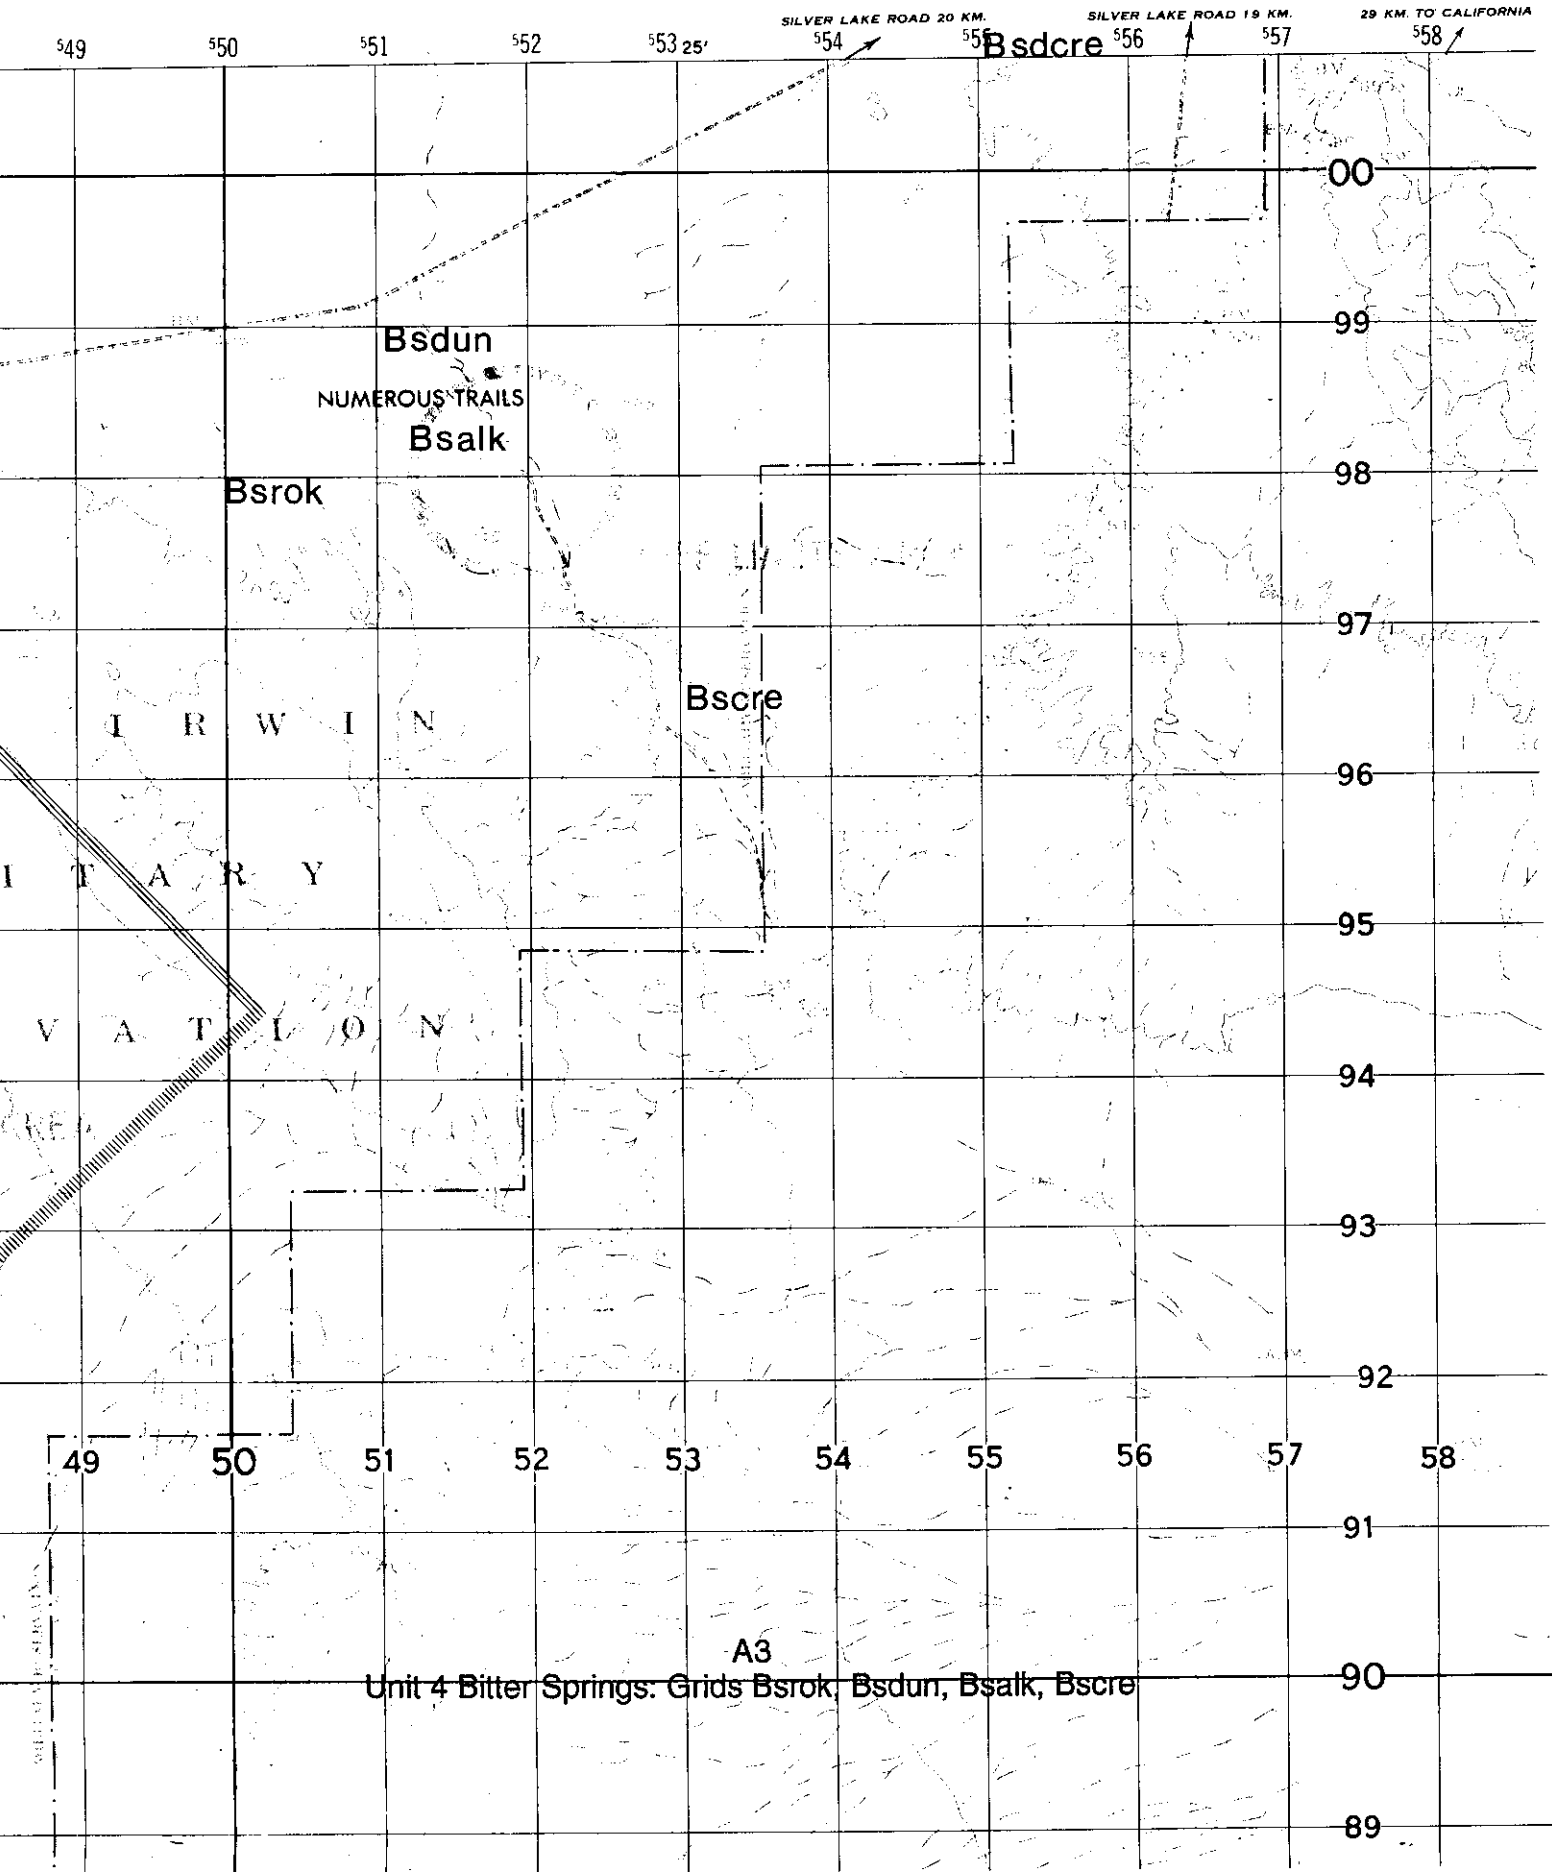 SILVER LAKE ROAD 20 KM. SILVER LAKE ROAD 19 KM. 29 KM. TO CALIFORNIA
549 550 551 552 553 25' 554 555 Bsdcre 556 557 558
00
99
Bsdun
NUMEROUS TRAILS
Bsalk
98
Bsrok
97
Bscre
I R W I N
96
I T A R Y
95
V A T I O N
94
93
92
49 50 51 52 53 54 55 56 57 58
91
A3
Unit 4 Bitter Springs: Grids Bsrok, Bsdun, Bsalk, Bscre
90
89